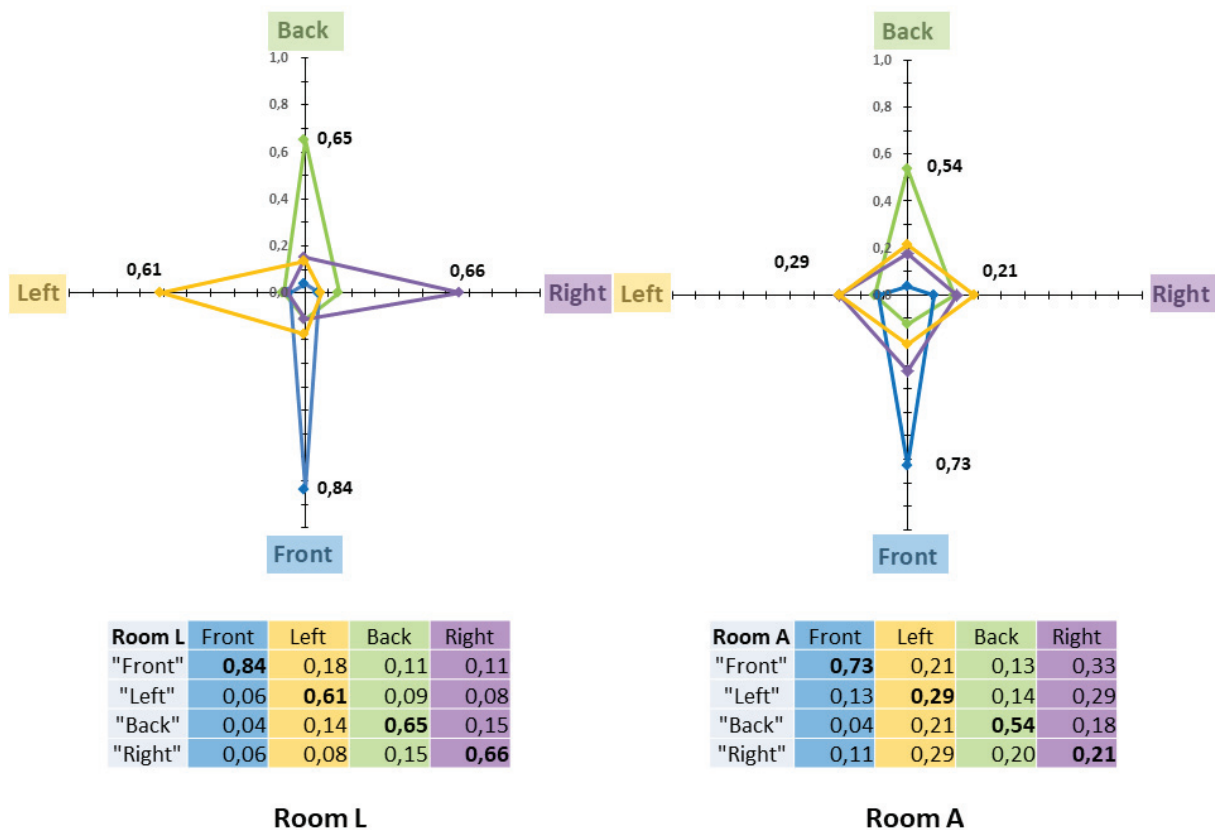 Back
1,0
0,8
0,6
0,4
0,2
0,0
0,65
0,61
0,66
Left
Right
0,84
Front
Back
1,0
0,8
0,6
0,4
0,2
0,54
0,29
0,21
Left
Right
0,73
Front
Room L Front Left Back Right
"Front" 0,84 0,18 0,11 0,11
"Left" 0,06 0,61 0,09 0,08
"Back" 0,04 0,14 0,65 0,15
"Right" 0,06 0,08 0,15 0,66
Room L
Room A Front Left Back Right
"Front" 0,73 0,21 0,13 0,33
"Left" 0,13 0,29 0,14 0,29
"Back" 0,04 0,21 0,54 0,18
"Right" 0,11 0,29 0,20 0,21
Room A